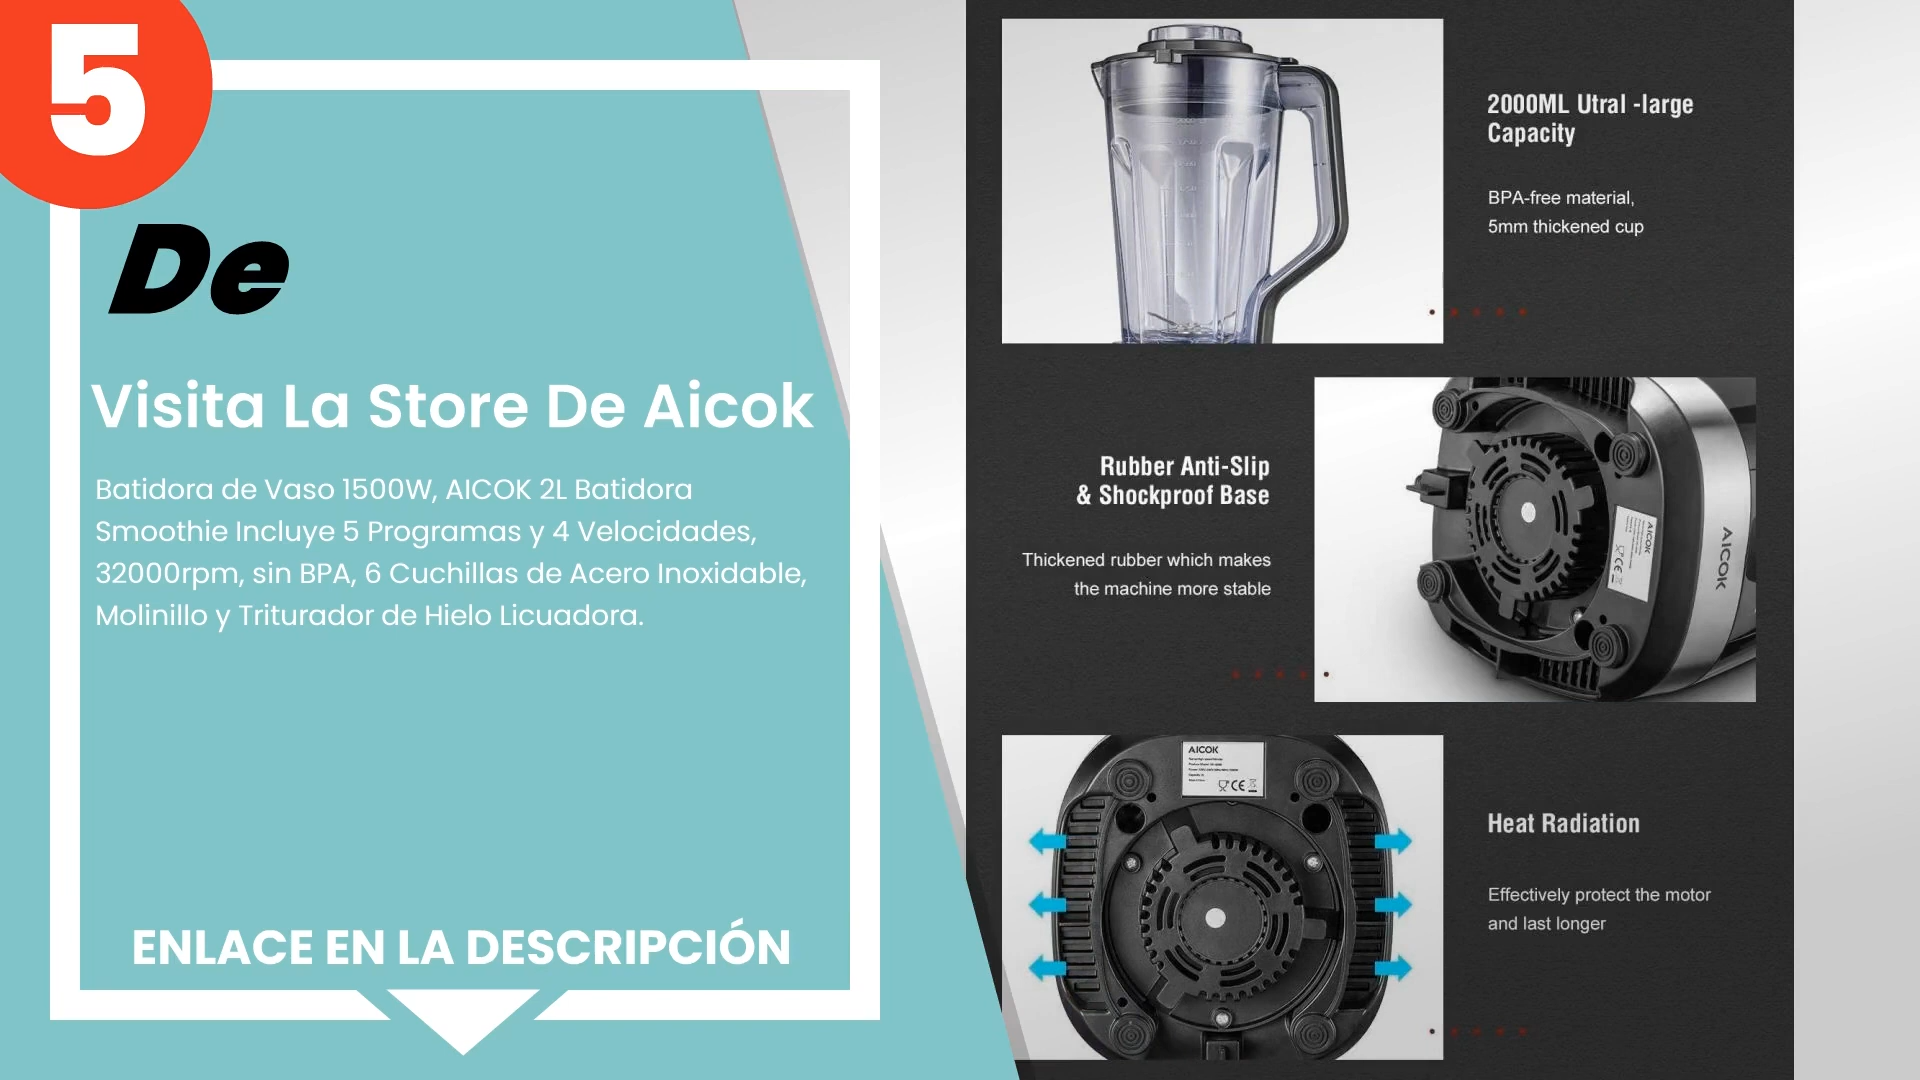 5
De
Visita La Store De Aicok
Batidora de Vaso 1500W, AICOK 2L Batidora
Smoothie Incluye 5 Programas y 4 Velocidades,
32000rpm, sin BPA, 6 Cuchillas de Acero Inoxidable,
Molinillo y Triturador de Hielo Licuadora.
ENLACE EN LA DESCRIPCIÓN
2000ML Utral -large
Capacity
BPA-free material,
5mm thickened cup
Rubber Anti-Slip
& Shockproof Base
Thickened rubber which makes
the machine more stable
AICOK
AICOK
CE
AICOK
CE
Heat Radiation
Effectively protect the motor
and last longer